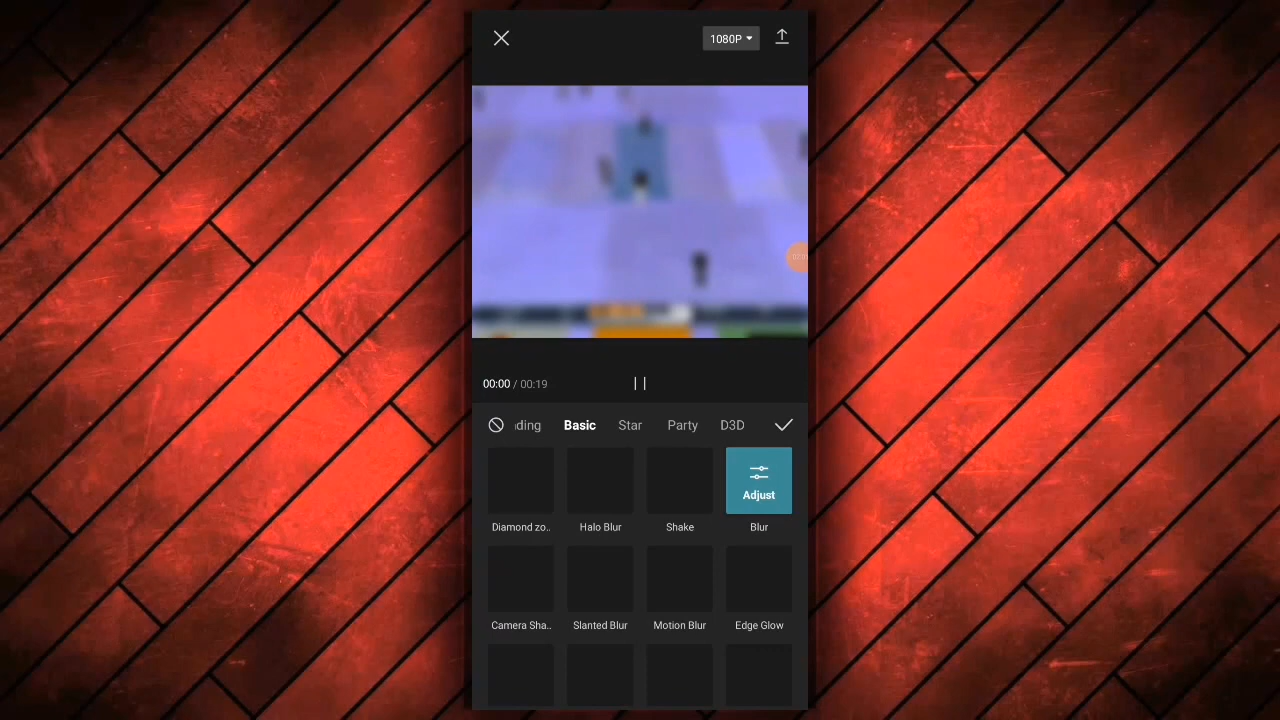 1080P
00:00 / 00:19
ding Basic Star Party D3D
Adjust
Diamond zo.. Halo Blur Shake Blur
Camera Sha.. Slanted Blur Motion Blur Edge Glow